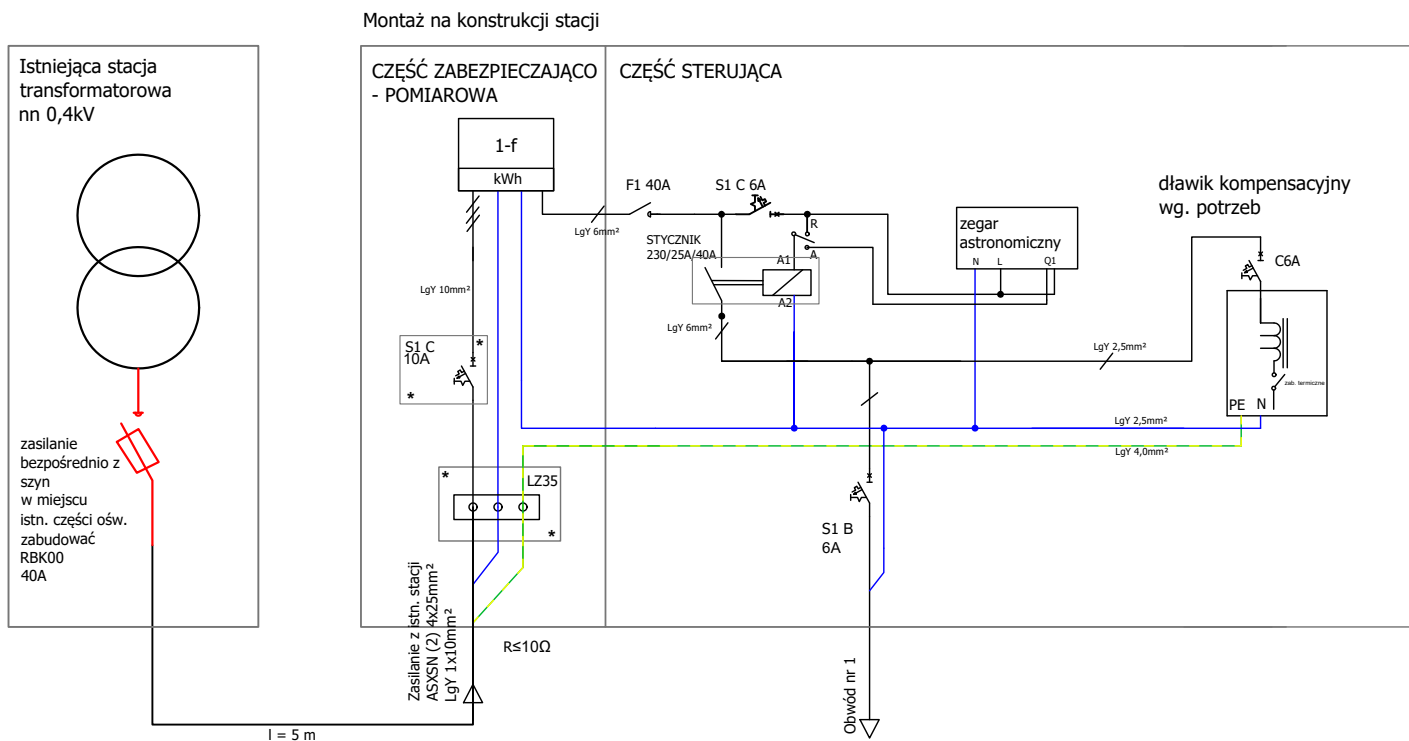 Montaż na konstrukcji stacji
Istniejąca stacja
transformatorowa
nn 0,4kV
zasilanie
bezpośrednio z
szyn
w miejscu
istn. części ośw.
zabudować
RBK00
40A
l = 5 m
CZĘŚĆ ZABEZPIECZAJĄCO
- POMIAROWA
1-f
kWh
LgY 10mm²
S1 C
10A
*
*
*
LZ35
*
Zasilanie z istn. stacji
ASXSN (2) 4x25mm²
LgY 1x10mm²
R≤10Ω
CZĘŚĆ STERUJĄCA
F1 40A
S1 C 6A
LgY 6mm²
STYCZNIK
230/25A/40A
R
A
A1
A2
LgY 6mm²
zegar
astronomiczny
N L Q1
dławik kompensacyjny
wg. potrzeb
C6A
zab. termiczne
PE N
LgY 2,5mm²
LgY 2,5mm²
LgY 4,0mm²
S1 B
6A
Obwód nr 1